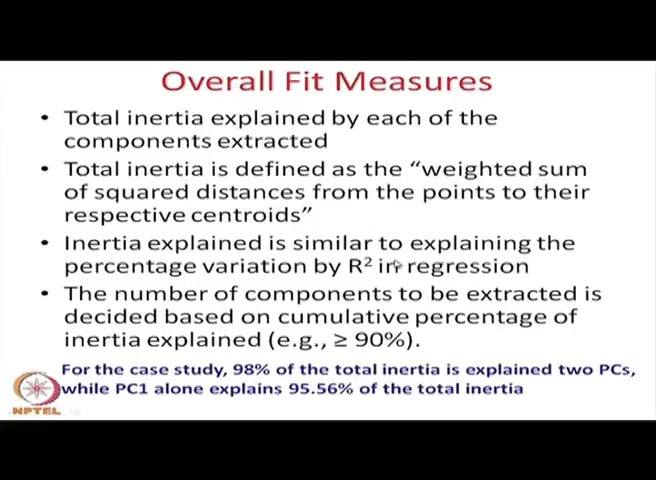 Overall Fit Measures
• Total inertia explained by each of the
components extracted
• Total inertia is defined as the “weighted sum
of squared distances from the points to their
respective centroids”
• Inertia explained is similar to explaining the
percentage variation by R² in regression
• The number of components to be extracted is
decided based on cumulative percentage of
inertia explained (e.g., ≥ 90%).
For the case study, 98% of the total inertia is explained two PCs,
while PC1 alone explains 95.56% of the total inertia
NPTEL